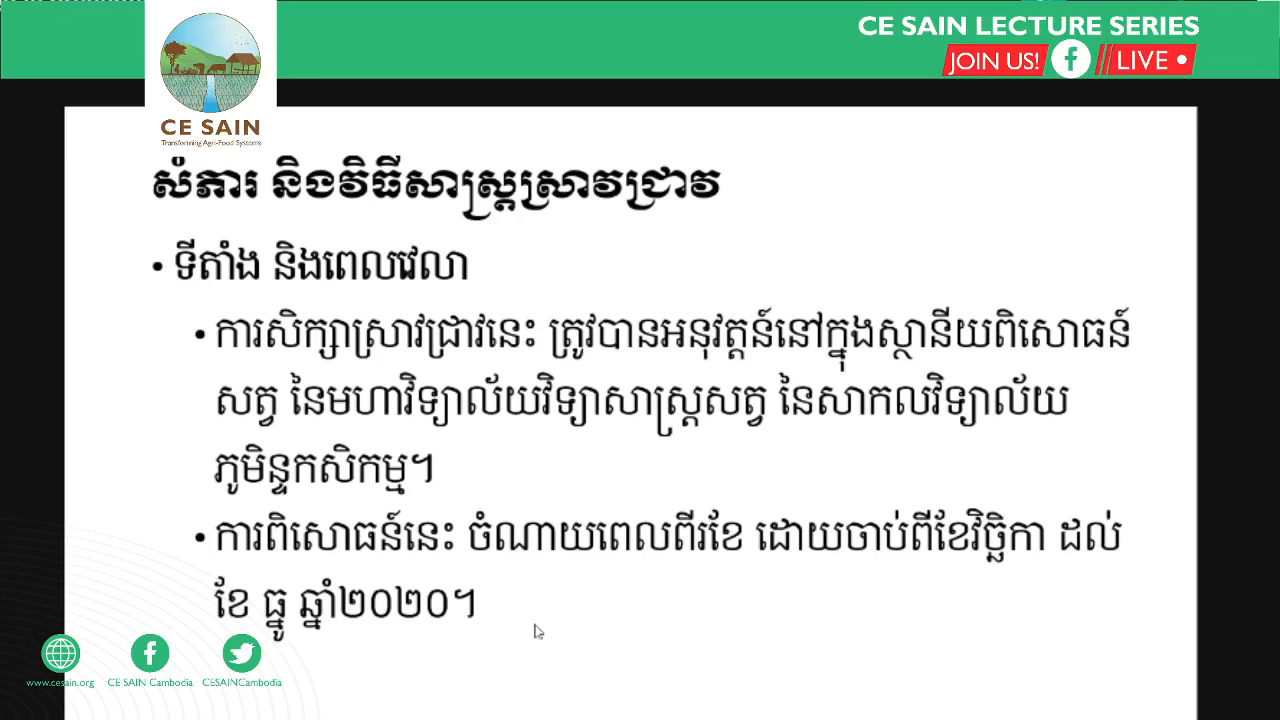 CE SAIN LECTURE SERIES
JOIN US!
LIVE
CE SAIN
Transforming Agri-Food Systems
សំភារ និងវិធីសាស្ត្រស្រាវជ្រាវ
• ទីតាំង និងពេលវេលា
• ការសិក្សាស្រាវជ្រាវនេះ ត្រូវបានអនុវត្តន៍នៅក្នុងស្ថានីយពិសោធន៍
សត្វ នៃមហាវិទ្យាល័យវិទ្យាសាស្ត្រសត្វ នៃសាកលវិទ្យាល័យ
ភូមិន្ទកសិកម្ម។
• ការពិសោធន៍នេះ ចំណាយពេលពីរខែ ដោយចាប់ពីខែវិច្ឆិកា ដល់
ខែ ធ្នូ ឆ្នាំ២០២០។
www.cesain.org
CE SAIN Cambodia
CESAINCambodia